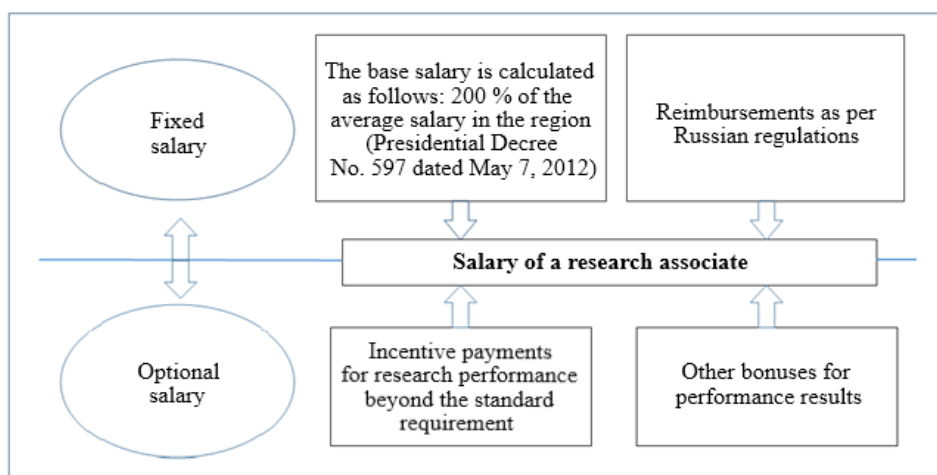 Fixed
salary
The base salary is calculated
as follows: 200 % of the
average salary in the region
(Presidential Decree
No. 597 dated May 7, 2012)
Reimbursements as per
Russian regulations
Salary of a research associate
Optional
salary
Incentive payments
for research performance
beyond the standard
requirement
Other bonuses for
performance results